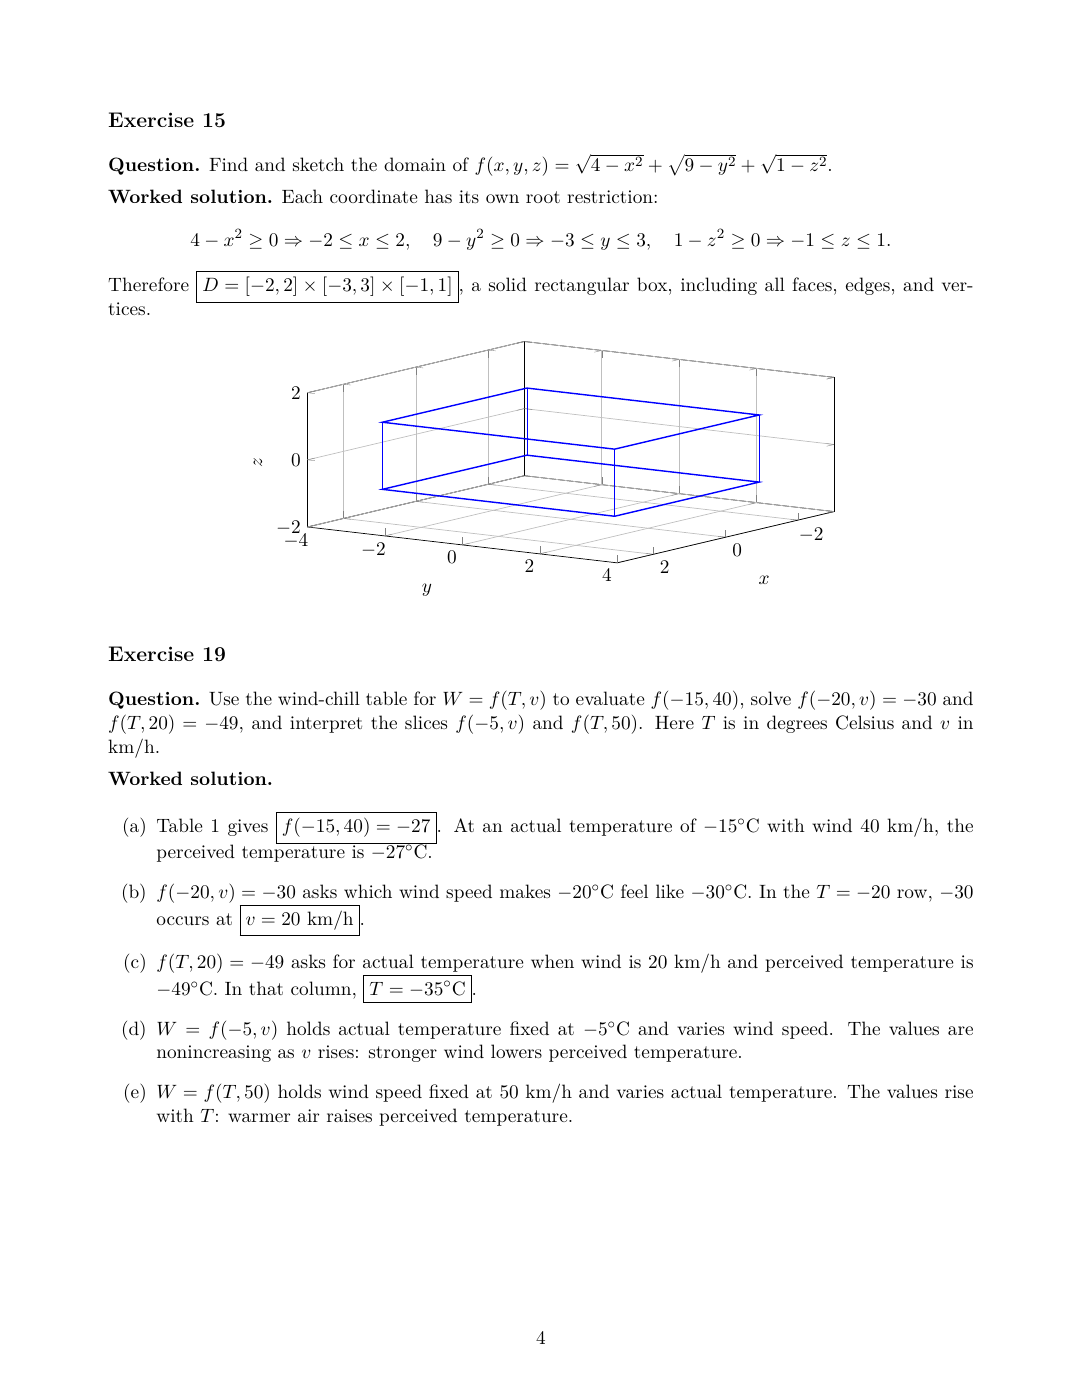 Exercise 15
Question. Find and sketch the domain of f(x, y, z) = √(4 − x²) + √(9 − y²) + √(1 − z²).
Worked solution. Each coordinate has its own root restriction:
4 − x² ≥ 0 ⇒ −2 ≤ x ≤ 2, 9 − y² ≥ 0 ⇒ −3 ≤ y ≤ 3, 1 − z² ≥ 0 ⇒ −1 ≤ z ≤ 1.
Therefore D = [−2, 2] × [−3, 3] × [−1, 1], a solid rectangular box, including all faces, edges, and ver-
tices.
2
0
−2
z
−4
−2
0
2
4
y
2
0
−2
x
Exercise 19
Question. Use the wind-chill table for W = f(T, v) to evaluate f(−15, 40), solve f(−20, v) = −30 and
f(T, 20) = −49, and interpret the slices f(−5, v) and f(T, 50). Here T is in degrees Celsius and v in
km/h.
Worked solution.
(a) Table 1 gives f(−15, 40) = −27. At an actual temperature of −15°C with wind 40 km/h, the
perceived temperature is −27°C.
(b) f(−20, v) = −30 asks which wind speed makes −20°C feel like −30°C. In the T = −20 row, −30
occurs at v = 20 km/h.
(c) f(T, 20) = −49 asks for actual temperature when wind is 20 km/h and perceived temperature is
−49°C. In that column, T = −35°C.
(d) W = f(−5, v) holds actual temperature fixed at −5°C and varies wind speed. The values are
nonincreasing as v rises: stronger wind lowers perceived temperature.
(e) W = f(T, 50) holds wind speed fixed at 50 km/h and varies actual temperature. The values rise
with T: warmer air raises perceived temperature.
4